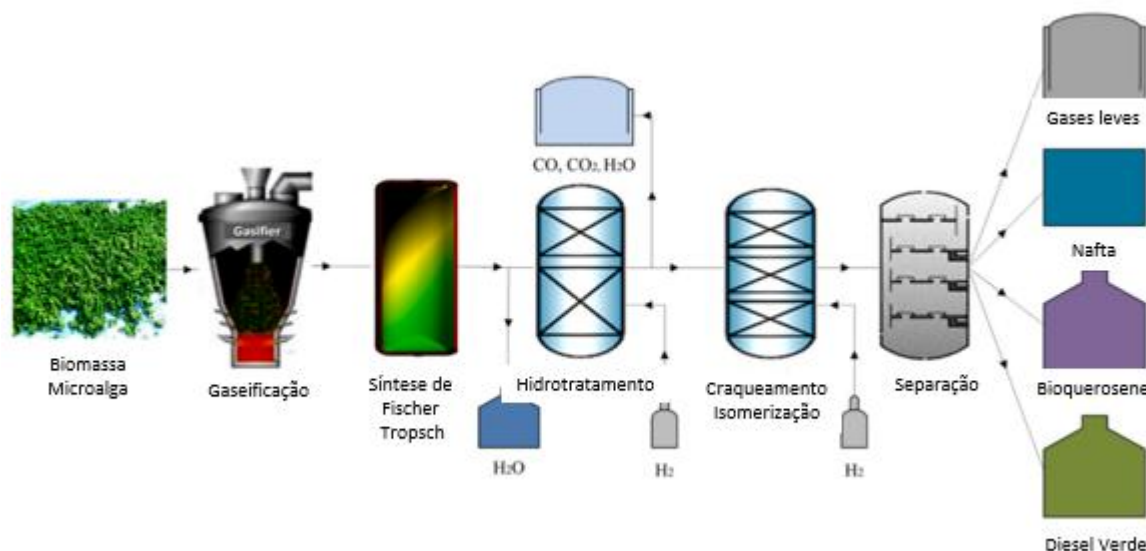 Biomassa
Microalga
Gasifier
Gaseificação
Síntese de
Fischer
Tropsch
CO, CO₂, H₂O
H₂O
Hidrotratamento
H₂
Craqueamento
Isomerização
H₂
Separação
Gases leves
Nafta
Bioquerosene
Diesel Verde